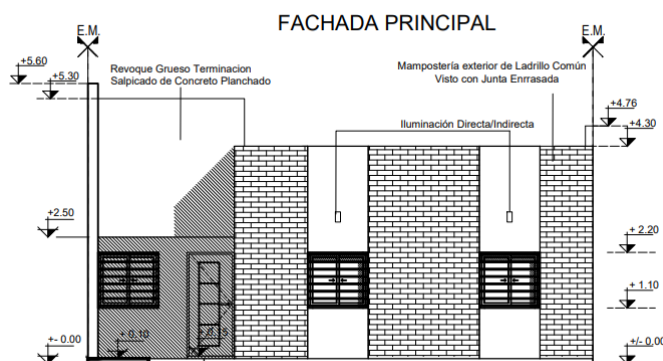 FACHADA PRINCIPAL
E.M.
E.M.
+5.60
+5.30
Revoque Grueso Terminacion
Salpicado de Concreto Planchado
Mampostería exterior de Ladrillo Común
Visto con Junta Enrrasada
Iluminación Directa/Indirecta
+4.76
+4.30
+2.50
+ 2.20
+ 1.10
+- 0.00
+ 0.10
+/- 0.00